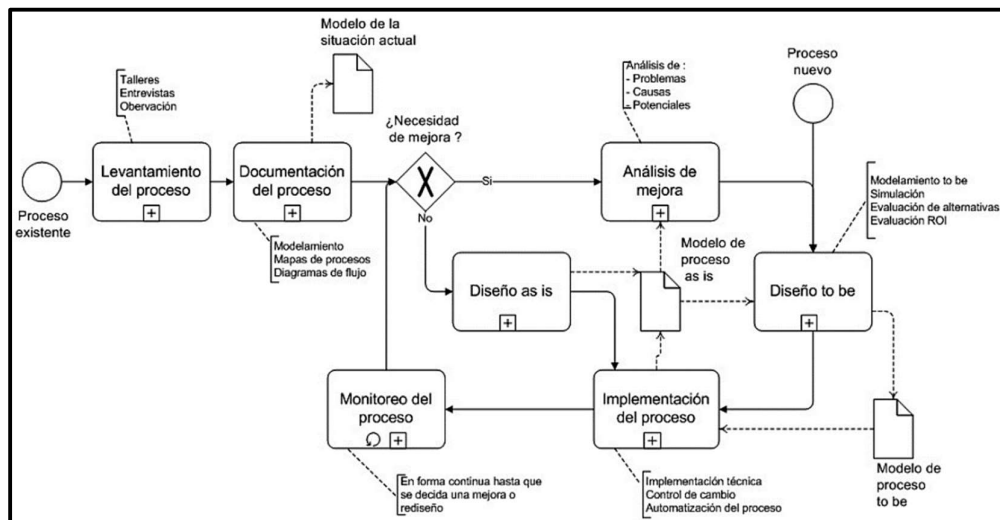 Modelo de la
situación actual
Talleres
Entrevistas
Obervación
Análisis de :
- Problemas
- Causas
- Potenciales
Proceso
nuevo
¿Necesidad
de mejora ?
Proceso
existente
Levantamiento
del proceso
Documentación
del proceso
Si
No
Análisis de
mejora
Modelamiento
Mapas de procesos
Diagramas de flujo
Modelamiento to be
Simulación
Evaluación de alternativas
Evaluación ROI
Diseño as is
Modelo de
proceso
as is
Diseño to be
Monitoreo del
proceso
Implementación
del proceso
Modelo de
proceso
to be
En forma continua hasta que
se decida una mejora o
rediseño
Implementación técnica
Control de cambio
Automatización del proceso